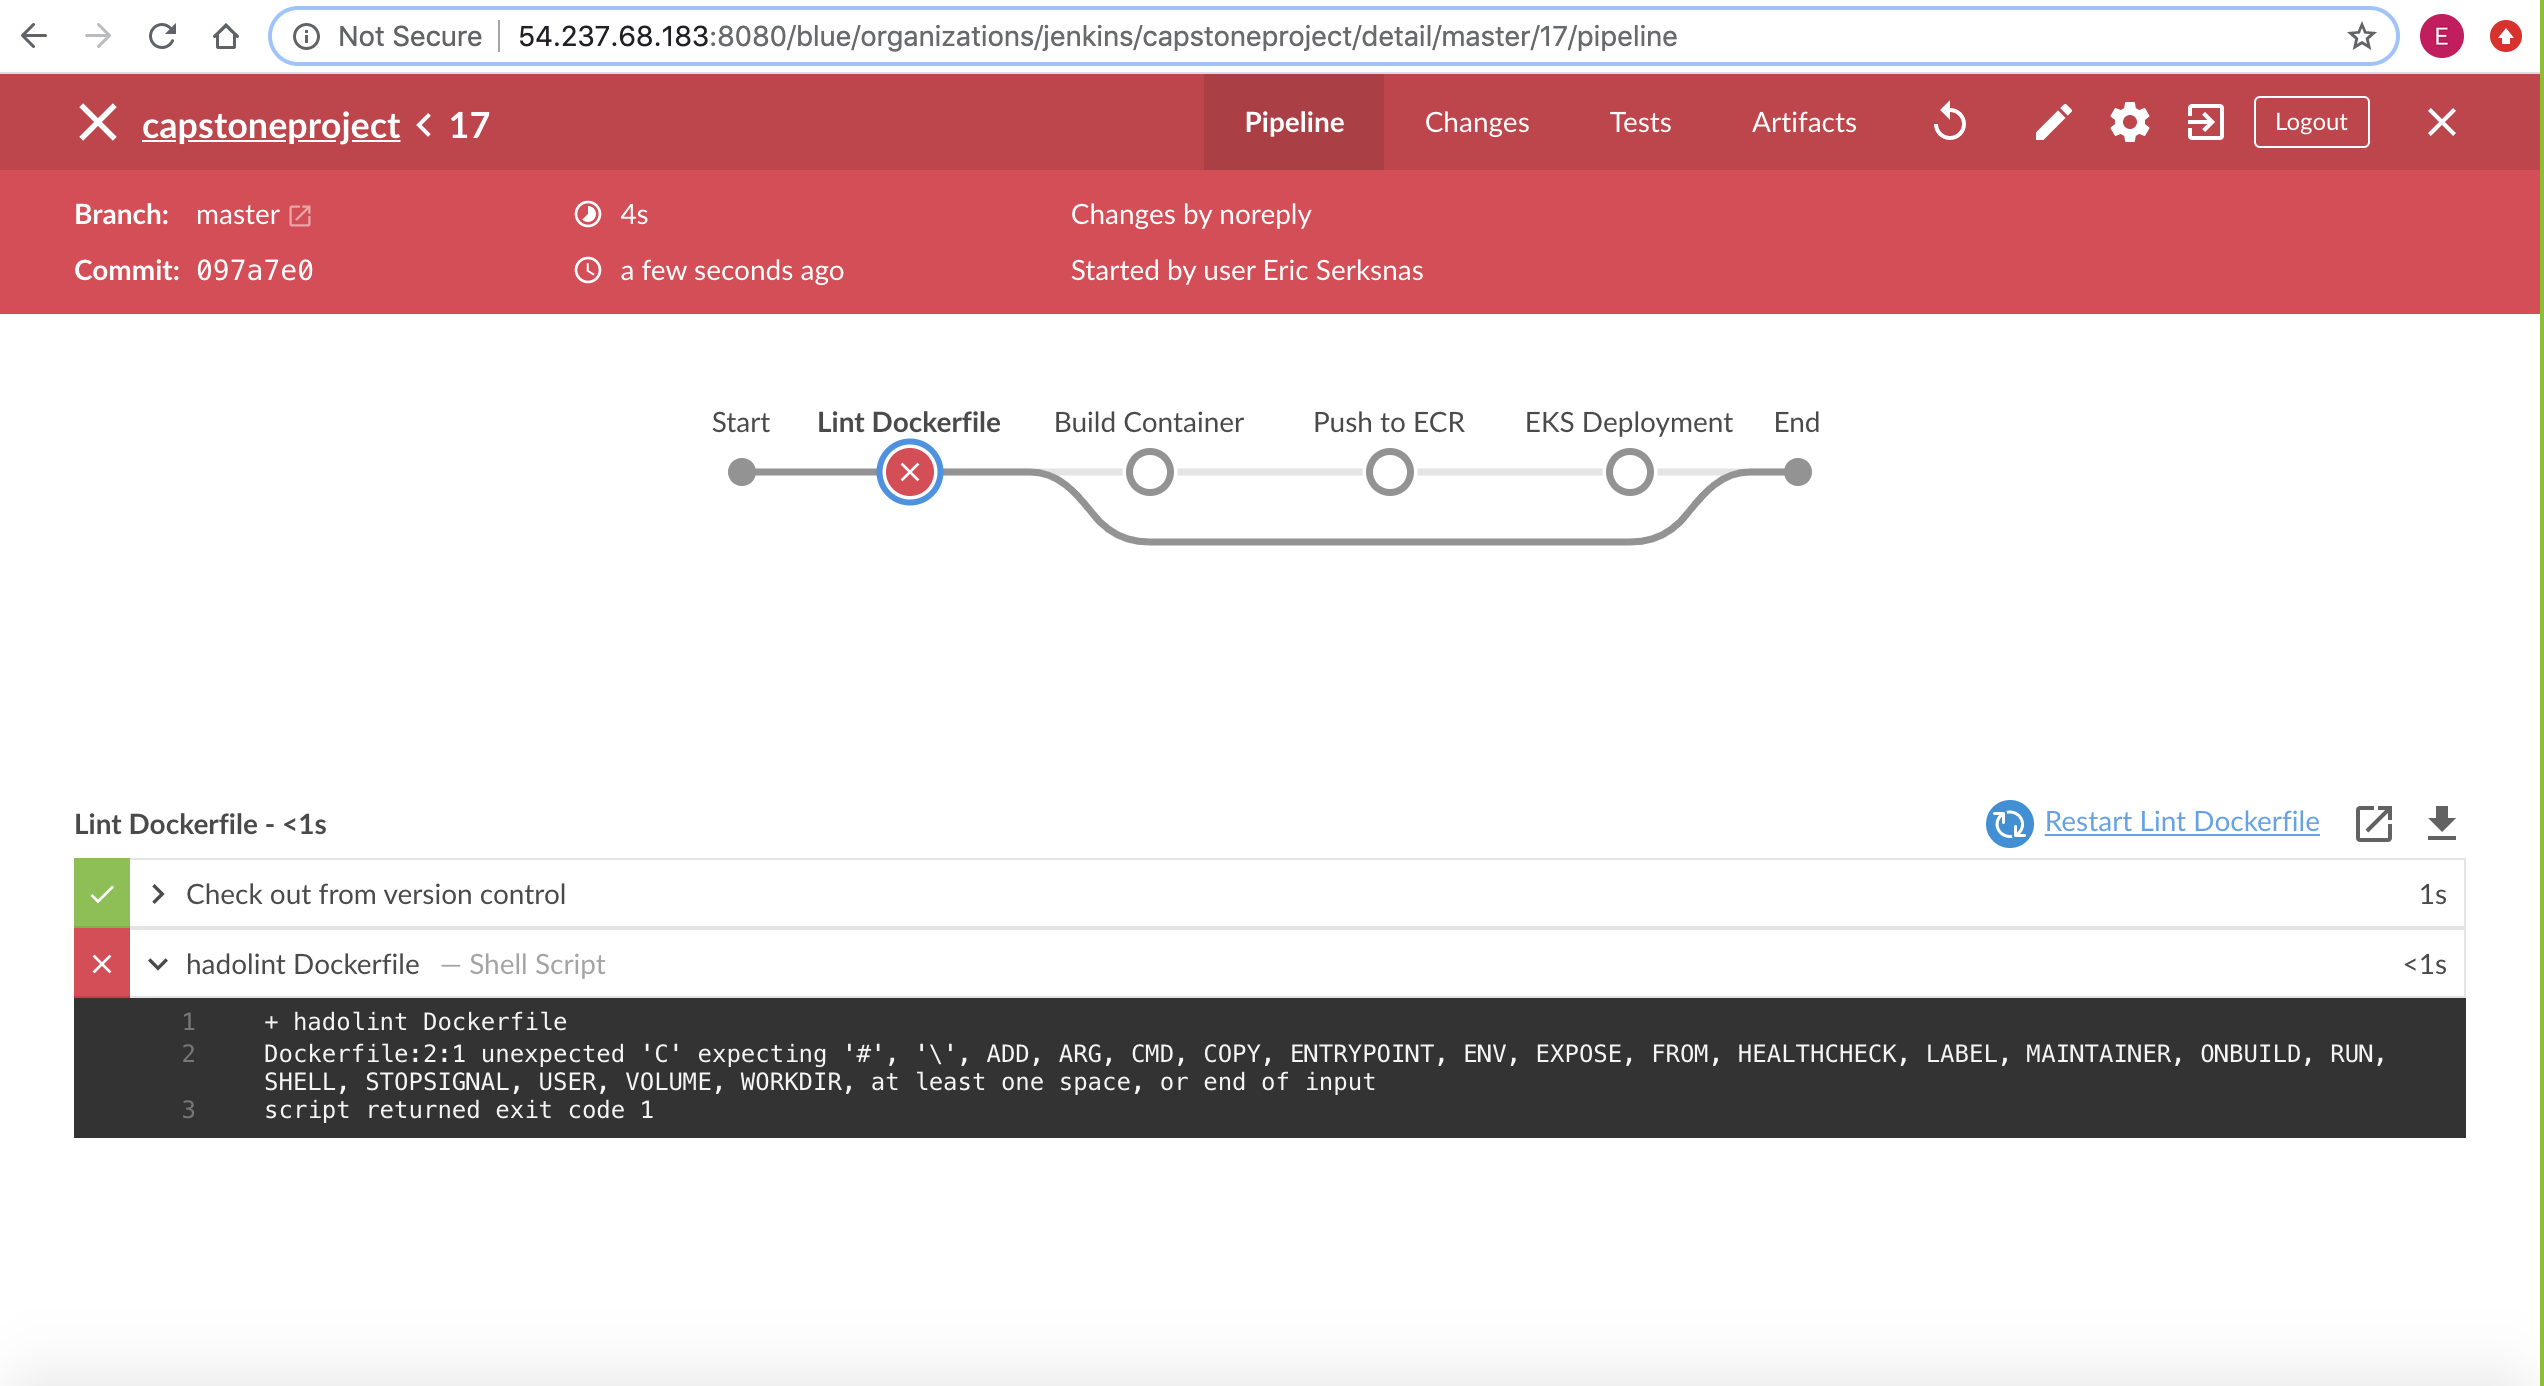 Not Secure 54.237.68.183:8080/blue/organizations/jenkins/capstoneproject/detail/master/17/pipeline E
capstoneproject < 17 Pipeline Changes Tests Artifacts Logout
Branch: master 4s Changes by noreply
Commit: 097a7e0 a few seconds ago Started by user Eric Serksnas
Start Lint Dockerfile Build Container Push to ECR EKS Deployment End
Lint Dockerfile - <1s Restart Lint Dockerfile
Check out from version control 1s
hadolint Dockerfile — Shell Script <1s
1 + hadolint Dockerfile
2 Dockerfile:2:1 unexpected 'C' expecting '#', '\', ADD, ARG, CMD, COPY, ENTRYPOINT, ENV, EXPOSE, FROM, HEALTHCHECK, LABEL, MAINTAINER, ONBUILD, RUN,
SHELL, STOPSIGNAL, USER, VOLUME, WORKDIR, at least one space, or end of input
3 script returned exit code 1